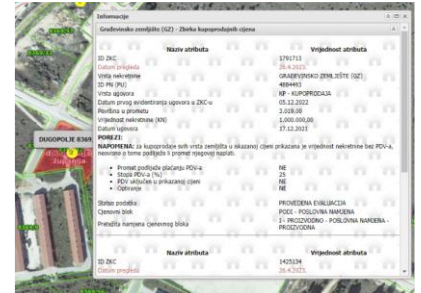 Informacije
Građevinsko zemljište (GZ) - Zbirka kupoprodajnih cijena
Naziv atributa Vrijednost atributa
ID ZKC 1791713
Datum pregleda 26.4.2023.
Vrsta nekretnine GRAĐEVINSKO ZEMLJIŠTE (GZ)
ID PN (PU) 4884493
Vrsta ugovora KP - KUPOPRODAJA
Datum prvog evidentiranja ugovora u ZKC-u 05.12.2022
Površina u prometu 3.019,00
Vrijednost nekretnine (KN) 1.000.000,00
Datum ugovora 17.12.2021
POREZI:
NAPOMENA: za kupoprodaje svih vrsta zemljišta u iskazanoj cijeni prikazana je vrijednost nekretnine bez PDV-a, neovisno o tome podliježe li promet njegovoj naplati.
• Promet podliježe plaćanju PDV-a NE
• Stopa PDV-a (%) 25
• PDV uključen u prikazanoj cijeni NE
• Optiranje NE
Status podatka PROVEDENA EVALUACIJA
Cjenovni blok PODI - POSLOVNA NAMJENA
Pretežita namjena cjenovnog bloka I - PROIZVODNA - POSLOVNA NAMJENA - PROIZVODNA
Naziv atributa Vrijednost atributa
ID ZKC 1425134
Datum pregleda 26.4.2023.
DUGOPOLJE 8369